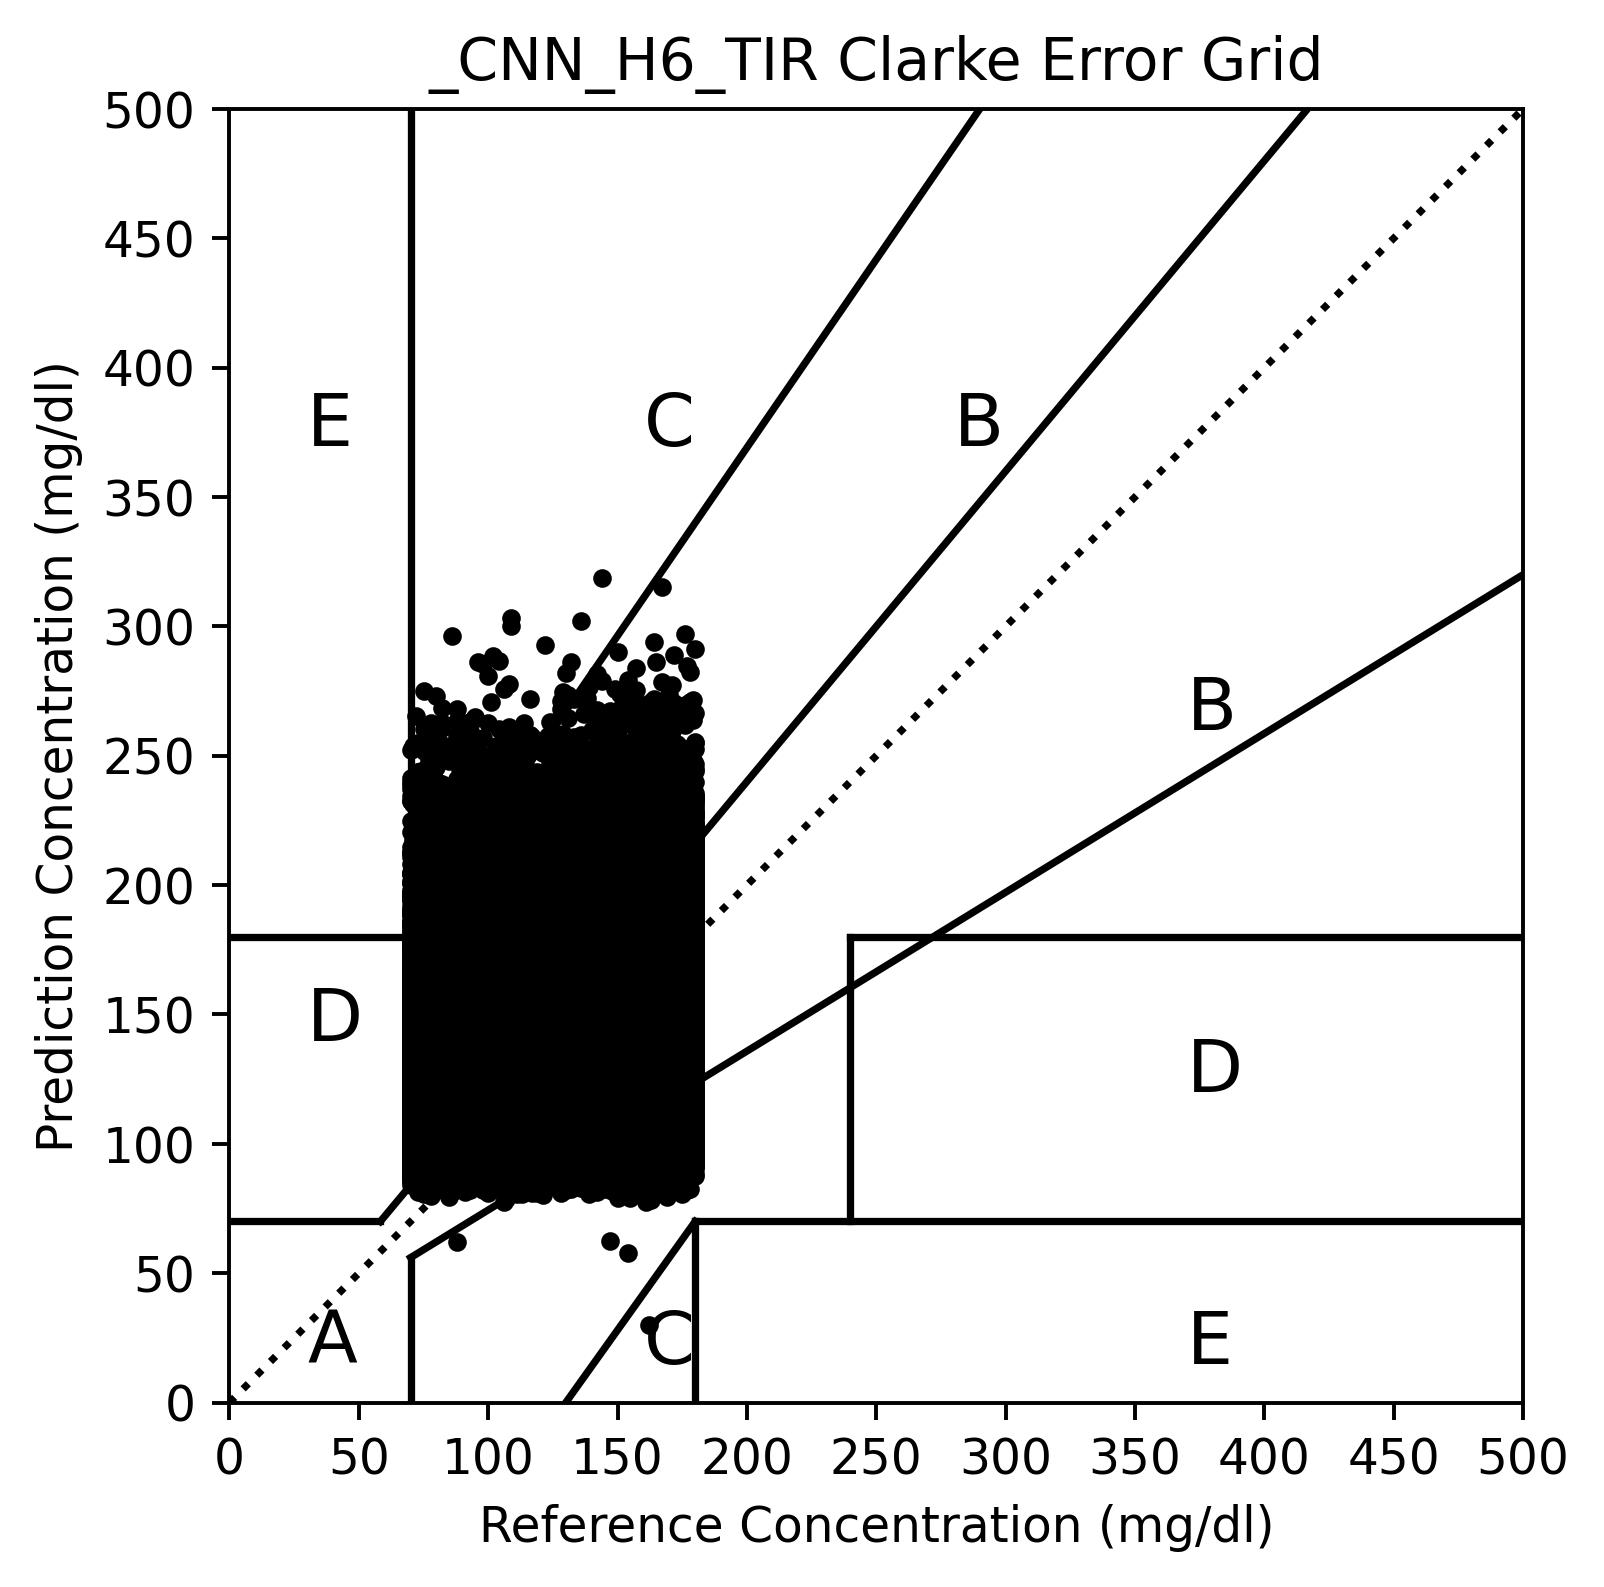 _CNN_H6_TIR Clarke Error Grid
500
450
400
350
300
250
200
150
100
50
0
Prediction Concentration (mg/dl)
E
C
B
B
D
D
A
C
E
0 50 100 150 200 250 300 350 400 450 500
Reference Concentration (mg/dl)